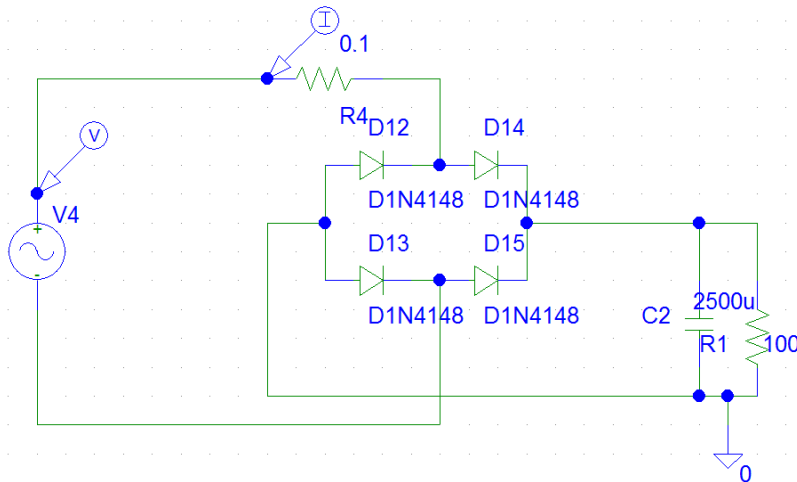 I
0.1
V
R4
D12
D14
D1N4148
D1N4148
V4
+
-
D13
D15
D1N4148
D1N4148
2500u
C2
R1
100
0